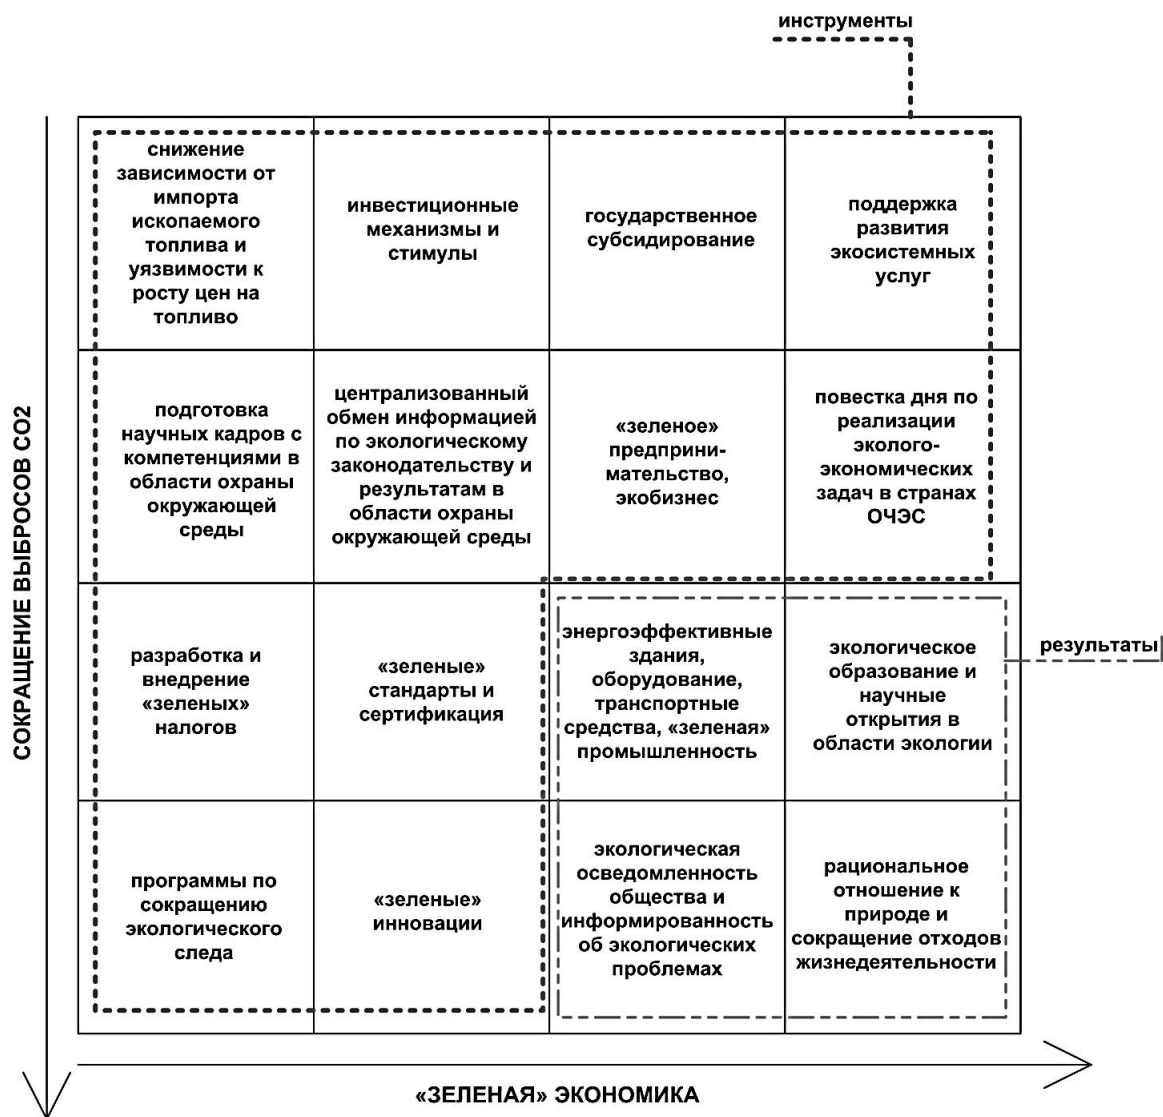 инструменты
снижение
зависимости от
импорта
ископаемого
топлива и
уязвимости к
росту цен на
топливо
инвестиционные
механизмы и
стимулы
государственное
субсидирование
поддержка
развития
экосистемных
услуг
подготовка
научных кадров с
компетенциями в
области охраны
окружающей
среды
централизованный
обмен информацией
по экологическому
законодательству и
результатам в
области охраны
окружающей среды
«зеленое»
предприни-
мательство,
экобизнес
повестка дня по
реализации
эколого-
экономических
задач в странах
ОЧЭС
разработка и
внедрение
«зеленых»
налогов
«зеленые»
стандарты и
сертификация
энергоэффективные
здания,
оборудование,
транспортные
средства, «зеленая»
промышленность
экологическое
образование и
научные
открытия в
области экологии
результаты
программы по
сокращению
экологического
следа
«зеленые»
инновации
экологическая
осведомленность
общества и
информированность
об экологических
проблемах
рациональное
отношение к
природе и
сокращение отходов
жизнедеятельности
СОКРАЩЕНИЕ ВЫБРОСОВ СО2
«ЗЕЛЕНАЯ» ЭКОНОМИКА